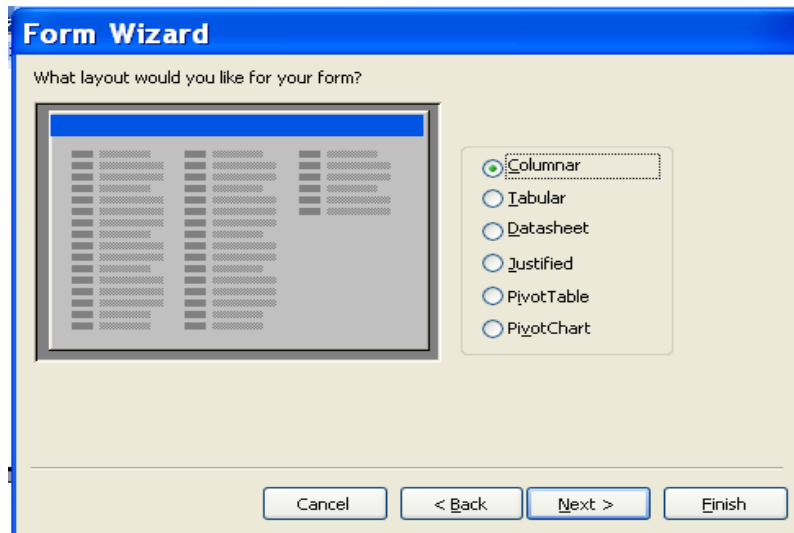 Form Wizard
What layout would you like for your form?
Columnar
Tabular
Datasheet
Justified
PivotTable
PivotChart
Cancel
< Back
Next >
Finish